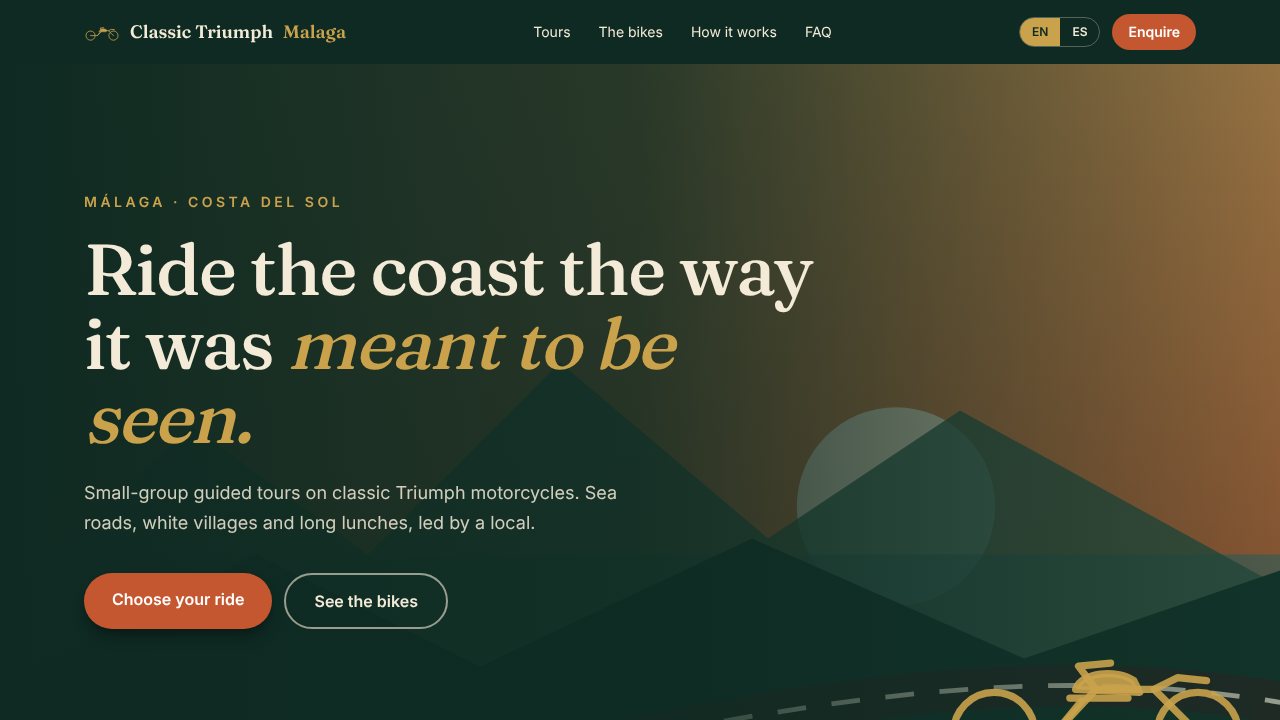 Classic Triumph Malaga
Tours
The bikes
How it works
FAQ
EN
ES
Enquire
MÁLAGA · COSTA DEL SOL
Ride the coast the way
it was meant to be
seen.
Small-group guided tours on classic Triumph motorcycles. Sea
roads, white villages and long lunches, led by a local.
Choose your ride
See the bikes